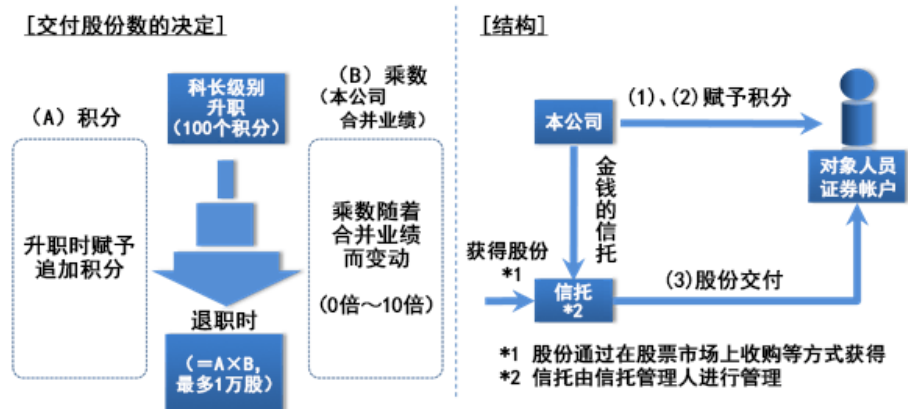 [交付股份数的决定]
(A)积分
科长级别
升职
(100个积分)
(B)乘数
(本公司
合并业绩)
升职时赋予
追加积分
乘数随着
合并业绩
而变动
(0倍～10倍)
退职时
(=A×B,
最多1万股)
[结构]
本公司
(1)、(2)赋予积分
对象人员
证券帐户
金钱的信托
获得股份
*1
信托
*2
(3)股份交付
*1 股份通过在股票市场上收购等方式获得
*2 信托由信托管理人进行管理